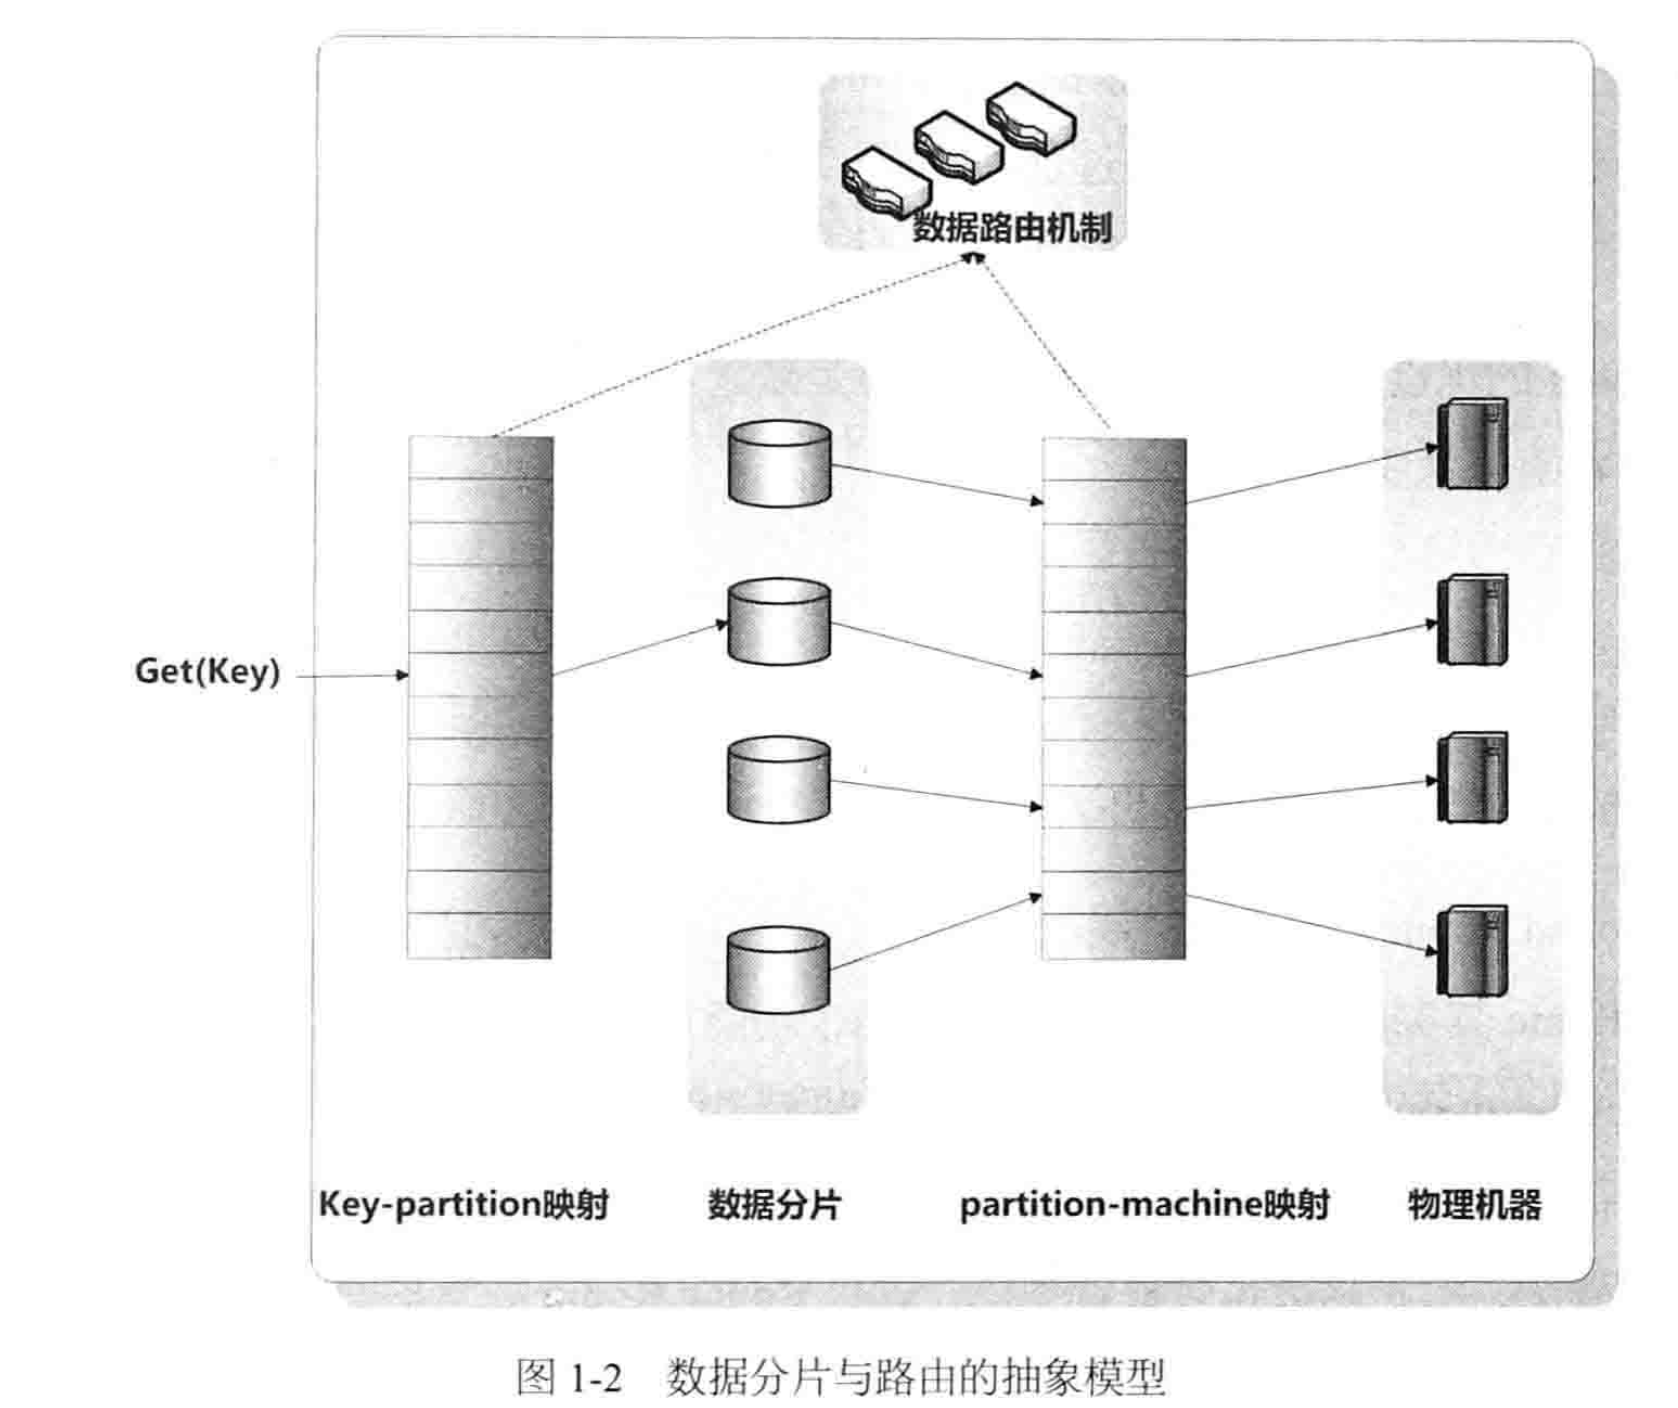 数据路由机制
Get(Key)
Key-partition映射
数据分片
partition-machine映射
物理机器
图 1-2 数据分片与路由的抽象模型